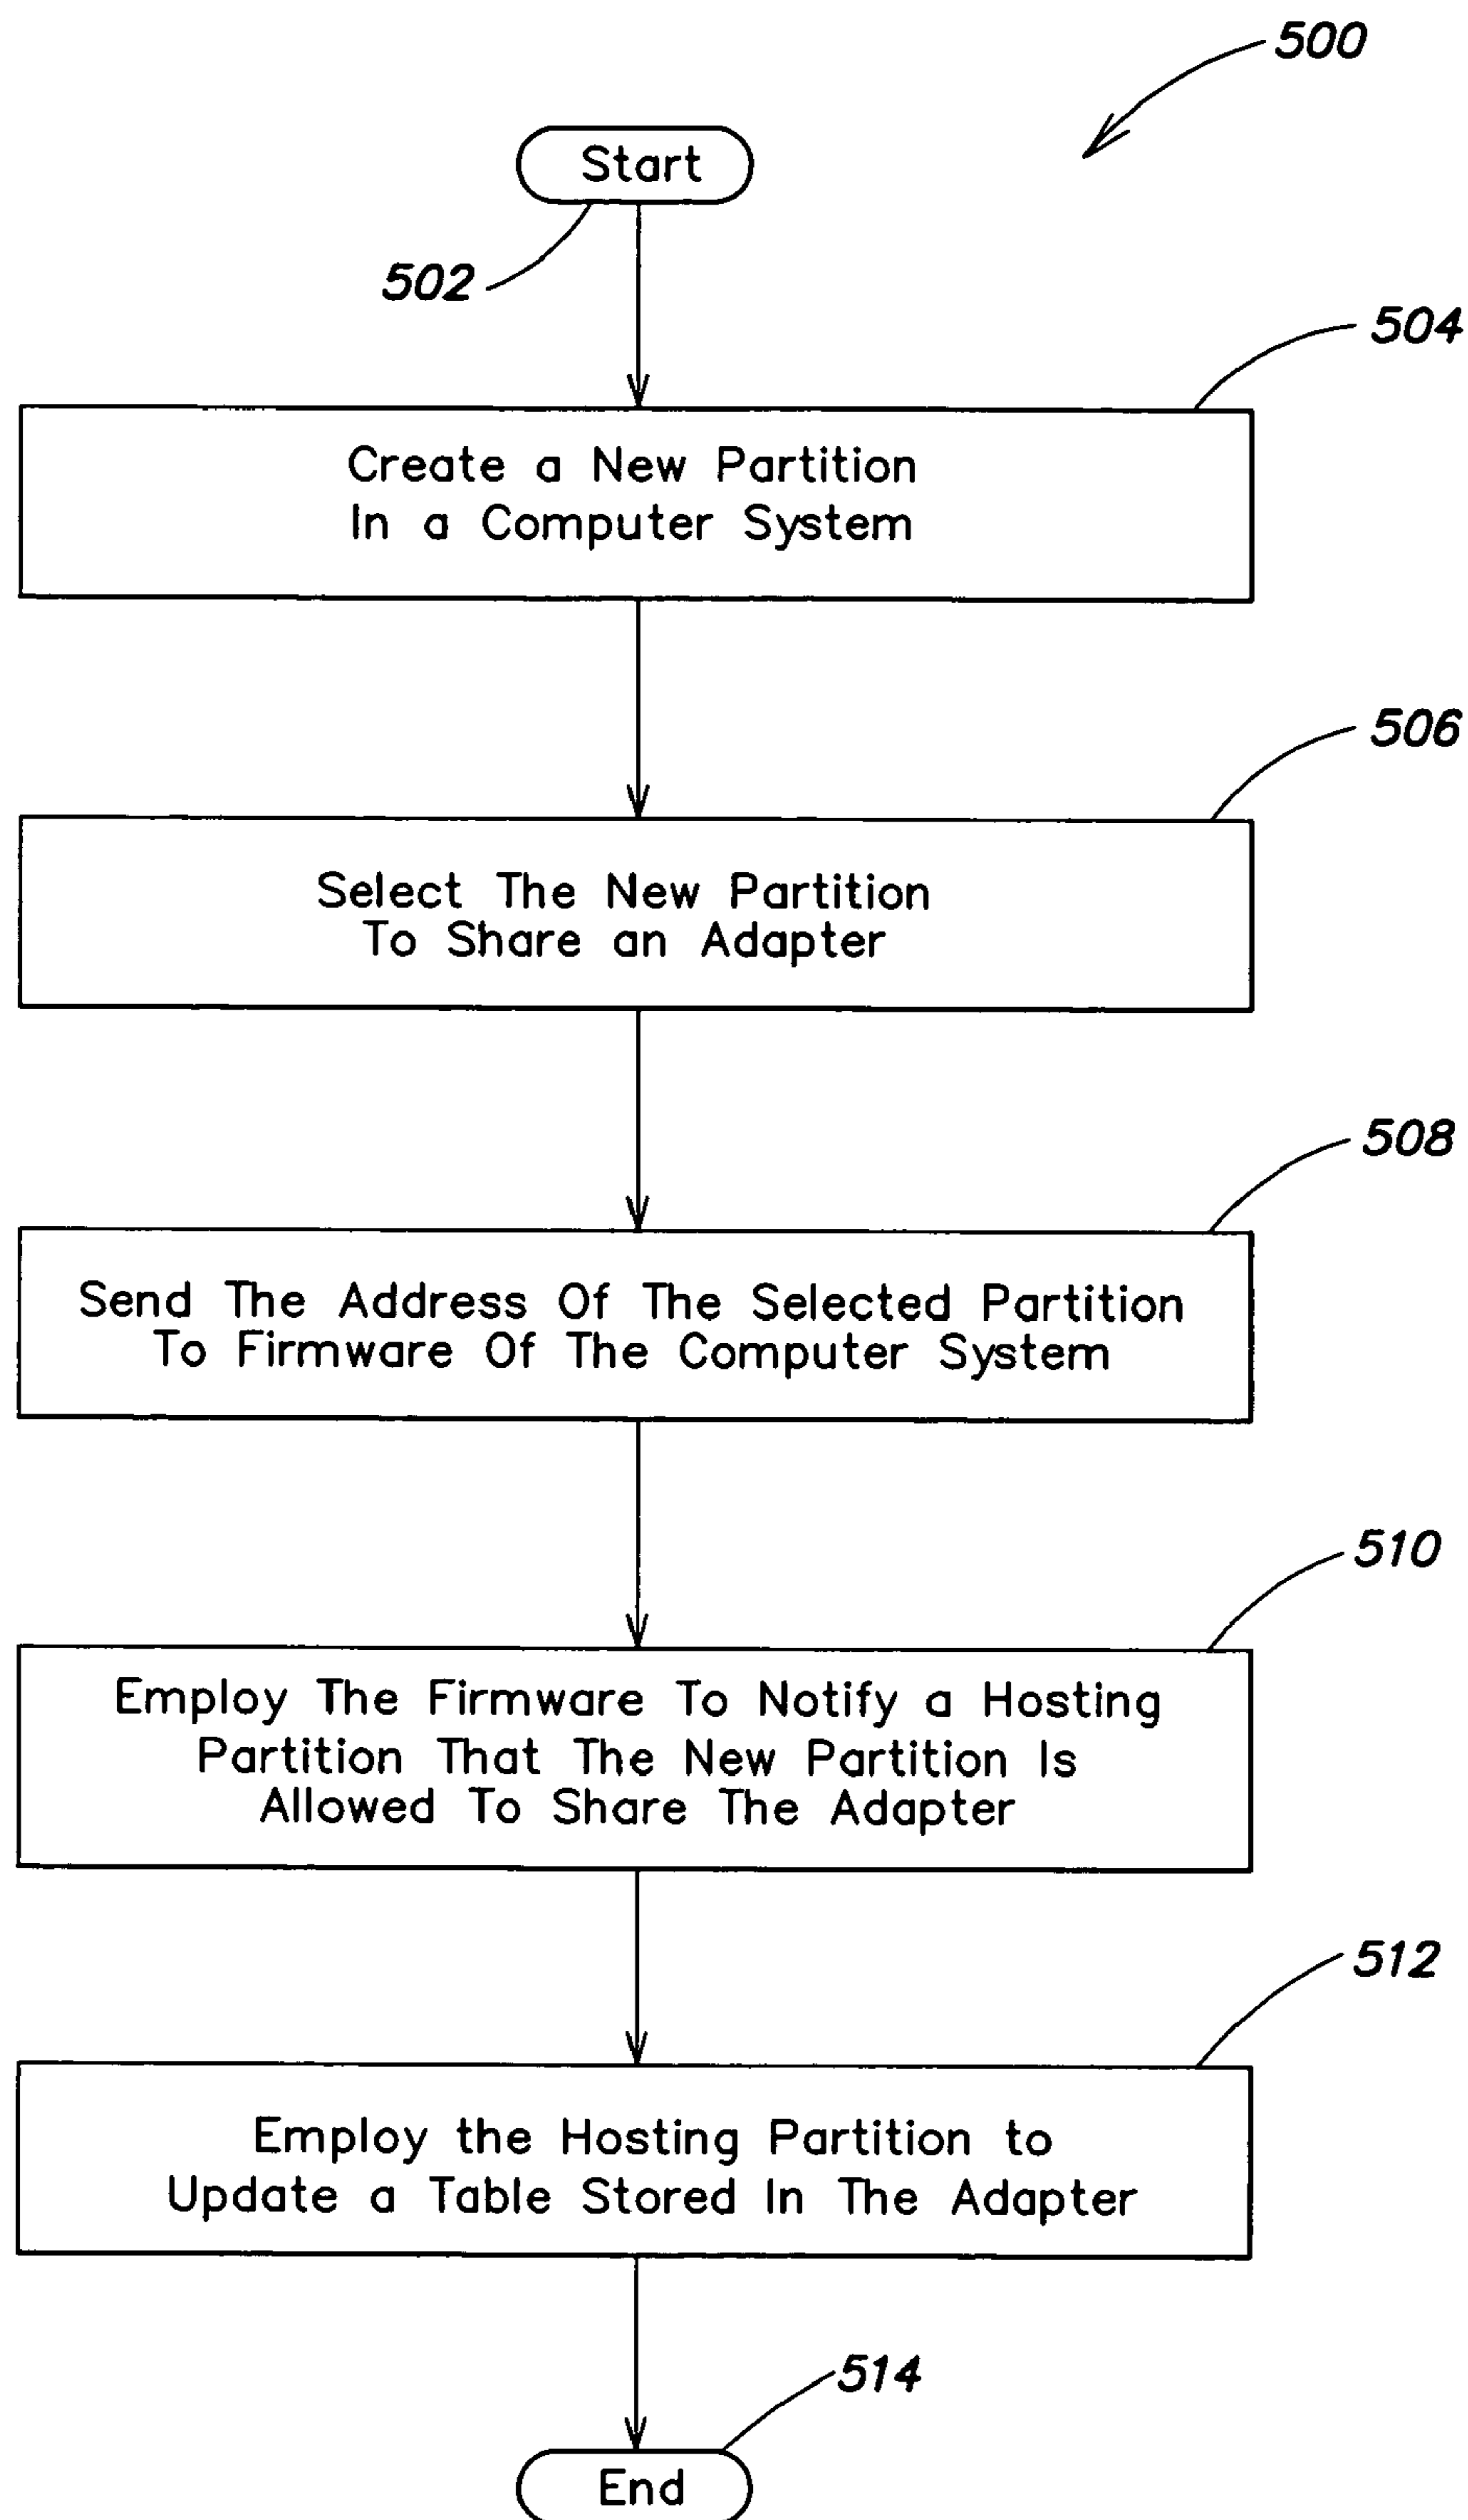 500
Start
502
504
Create a New Partition
In a Computer System
506
Select The New Partition
To Share an Adapter
508
Send The Address Of The Selected Partition
To Firmware Of The Computer System
510
Employ The Firmware To Notify a Hosting
Partition That The New Partition Is
Allowed To Share The Adapter
512
Employ the Hosting Partition to
Update a Table Stored In The Adapter
514
End